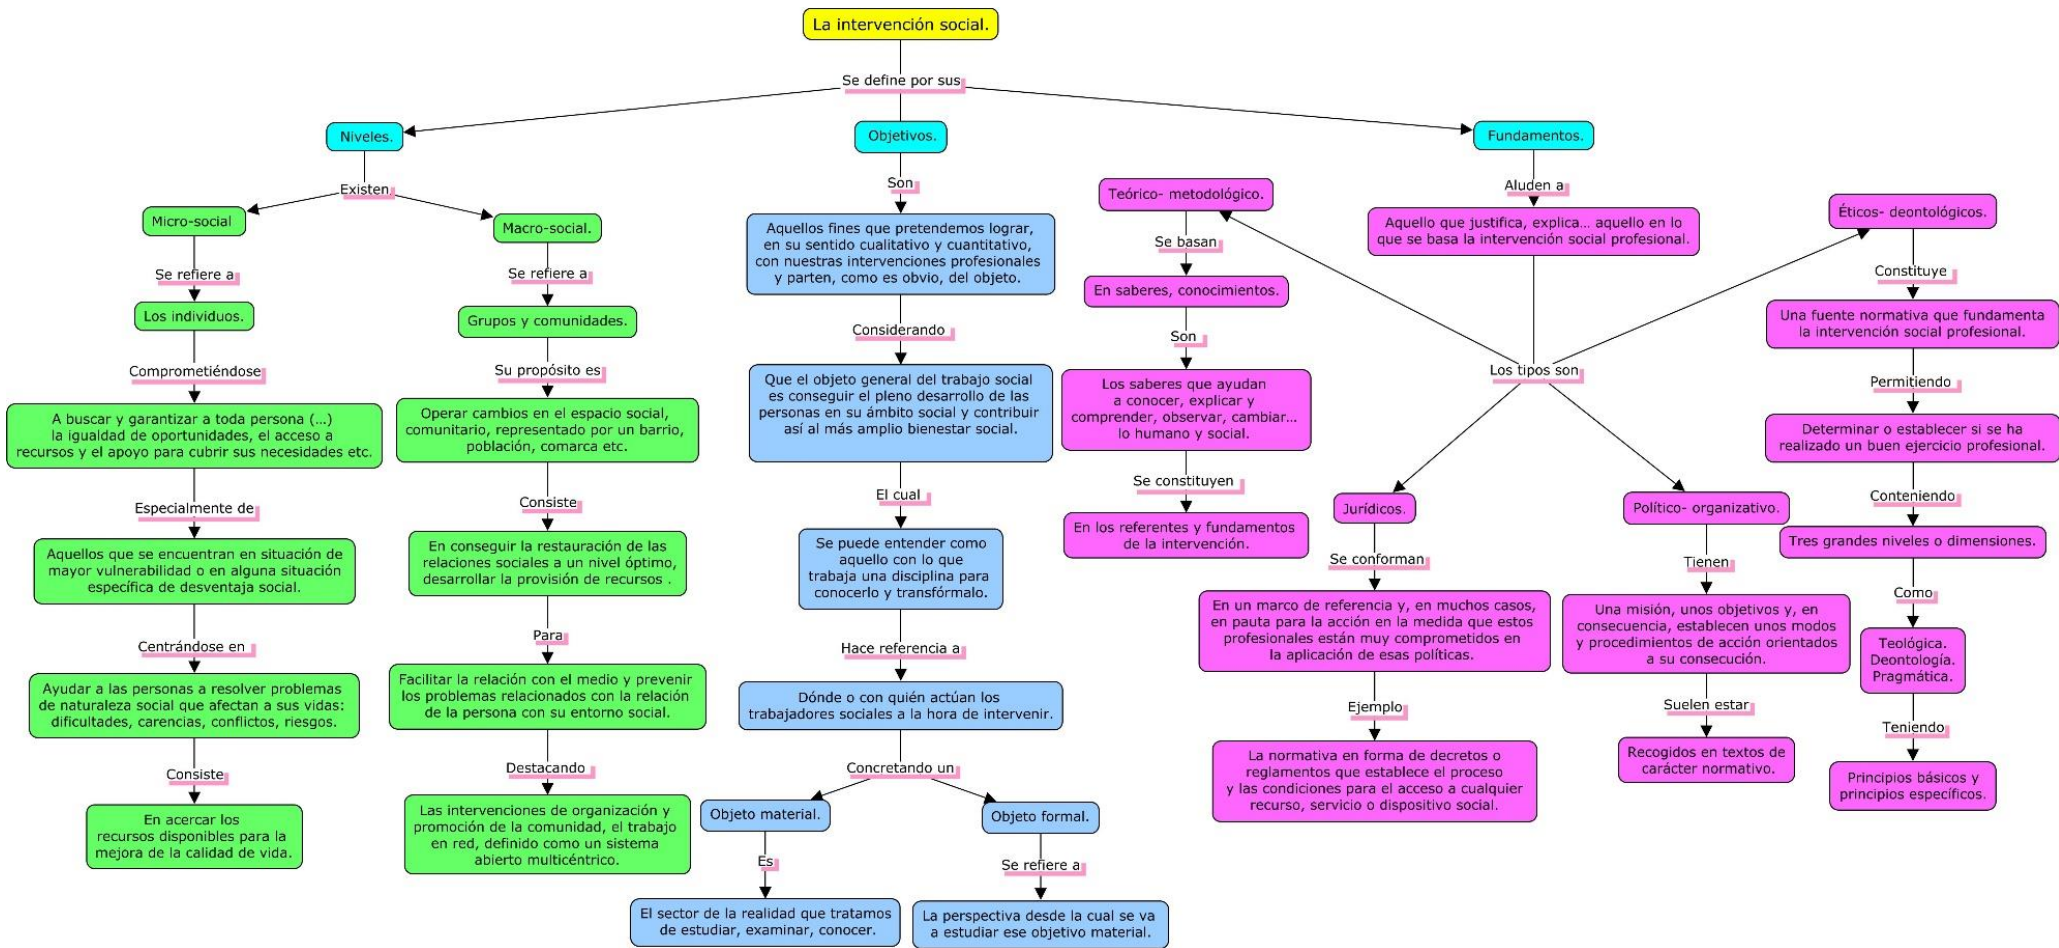 La intervención social.
Se define por sus
Niveles.
Existen
Micro-social
Se refiere a
Los individuos.
Comprometiéndose
A buscar y garantizar a toda persona (...)
la igualdad de oportunidades, el acceso a
recursos y el apoyo para cubrir sus necesidades etc.
Especialmente de
Aquellos que se encuentran en situación de
mayor vulnerabilidad o en alguna situación
específica de desventaja social.
Centrándose en
Ayudar a las personas a resolver problemas
de naturaleza social que afectan a sus vidas:
dificultades, carencias, conflictos, riesgos.
Consiste
En acercar los
recursos disponibles para la
mejora de la calidad de vida.
Macro-social.
Se refiere a
Grupos y comunidades.
Su propósito es
Operar cambios en el espacio social,
comunitario, representado por un barrio,
población, comarca etc.
Consiste
En conseguir la restauración de las
relaciones sociales a un nivel óptimo,
desarrollar la provisión de recursos .
Para
Facilitar la relación con el medio y prevenir
los problemas relacionados con la relación
de la persona con su entorno social.
Destacando
Las intervenciones de organización y
promoción de la comunidad, el trabajo
en red, definido como un sistema
abierto multicéntrico.
Objetivos.
Son
Aquellos fines que pretendemos lograr,
en su sentido cualitativo y cuantitativo,
con nuestras intervenciones profesionales
y parten, como es obvio, del objeto.
Considerando
Que el objeto general del trabajo social
es conseguir el pleno desarrollo de las
personas en su ámbito social y contribuir
así al más amplio bienestar social.
El cual
Se puede entender como
aquello con lo que
trabaja una disciplina para
conocerlo y transfórmalo.
Hace referencia a
Dónde o con quién actúan los
trabajadores sociales a la hora de intervenir.
Concretando un
Objeto material.
Es
El sector de la realidad que tratamos
de estudiar, examinar, conocer.
Objeto formal.
Se refiere a
La perspectiva desde la cual se va
a estudiar ese objetivo material.
Fundamentos.
Aluden a
Aquello que justifica, explica... aquello en lo
que se basa la intervención social profesional.
Los tipos son
Teórico- metodológico.
Se basan
En saberes, conocimientos.
Son
Los saberes que ayudan
a conocer, explicar y
comprender, observar, cambiar...
lo humano y social.
Se constituyen
En los referentes y fundamentos
de la intervención.
Jurídicos.
Se conforman
En un marco de referencia y, en muchos casos,
en pauta para la acción en la medida que estos
profesionales están muy comprometidos en
la aplicación de esas políticas.
Ejemplo
La normativa en forma de decretos o
reglamentos que establece el proceso
y las condiciones para el acceso a cualquier
recurso, servicio o dispositivo social.
Político- organizativo.
Tienen
Una misión, unos objetivos y, en
consecuencia, establecen unos modos
y procedimientos de acción orientados
a su consecución.
Suelen estar
Recogidos en textos de
carácter normativo.
Éticos- deontológicos.
Constituye
Una fuente normativa que fundamenta
la intervención social profesional.
Permitiendo
Determinar o establecer si se ha
realizado un buen ejercicio profesional.
Conteniendo
Tres grandes niveles o dimensiones.
Como
Teológica.
Deontología.
Pragmática.
Teniendo
Principios básicos y
principios específicos.